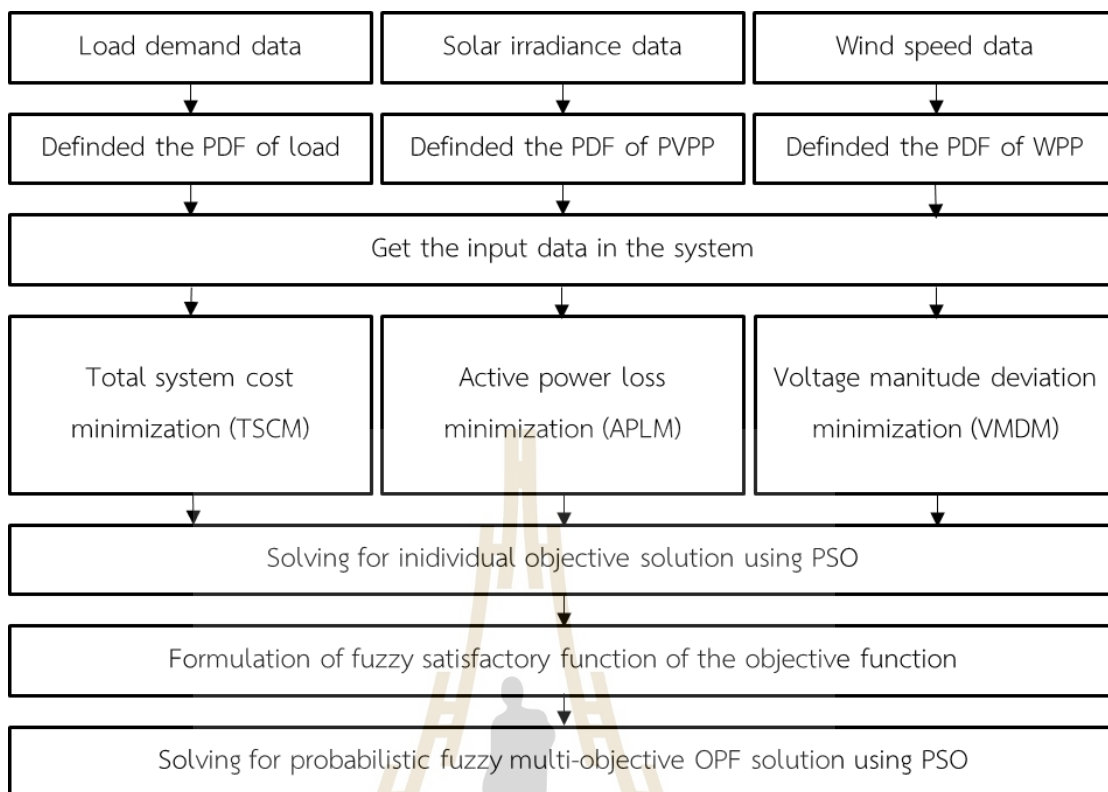 Load demand data
Solar irradiance data
Wind speed data
Definded the PDF of load
Definded the PDF of PVPP
Definded the PDF of WPP
Get the input data in the system
Total system cost
minimization (TSCM)
Active power loss
minimization (APLM)
Voltage manitude deviation
minimization (VMDM)
Solving for inidividual objective solution using PSO
Formulation of fuzzy satisfactory function of the objective function
Solving for probabilistic fuzzy multi-objective OPF solution using PSO